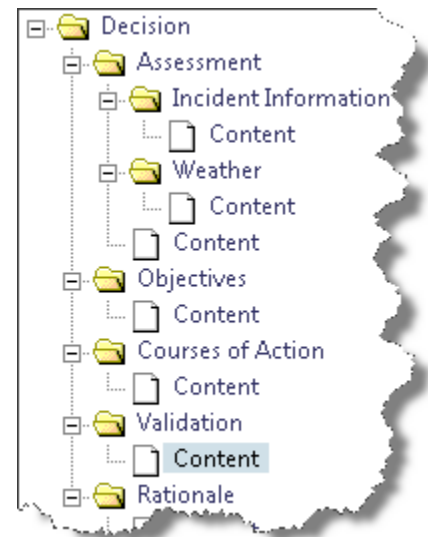 Decision
Assessment
Incident Information
Content
Weather
Content
Content
Objectives
Content
Courses of Action
Content
Validation
Content
Rationale